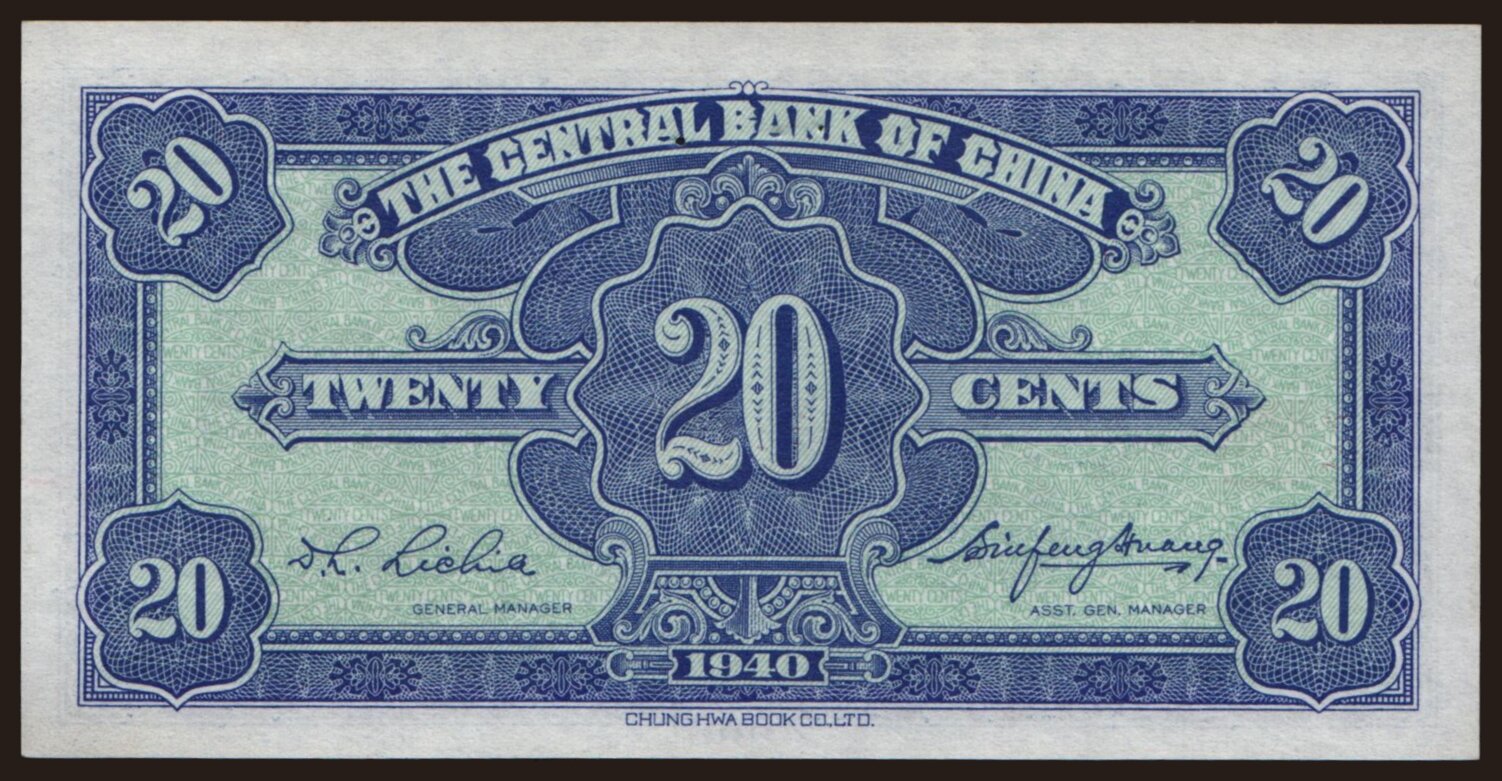 THE CENTRAL BANK OF CHINA
20
20
20
TWENTY
CENTS
D. L. Lichia
GENERAL MANAGER
Sinfeng Huang
ASST. GEN. MANAGER
20
20
1940
CHUNG HWA BOOK CO., LTD.